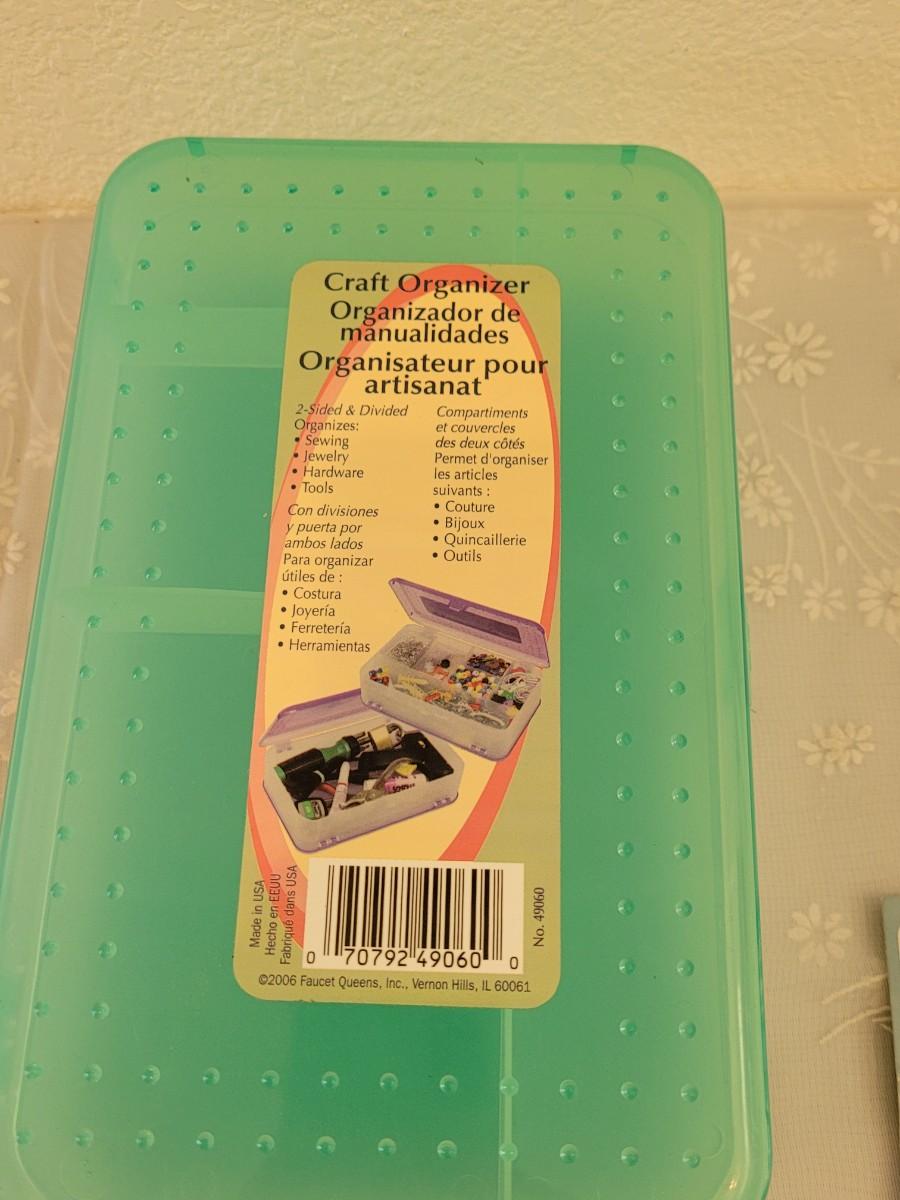 Craft Organizer
Organizador de
manualidades
Organisateur pour
artisanat
2-Sided & Divided
Organizes:
• Sewing
• Jewelry
• Hardware
• Tools
Con divisiones
y puerta por
ambos lados
Para organizar
útiles de :
• Costura
• Joyería
• Ferretería
• Herramientas
Compartiments
et couvercles
des deux côtés
Permet d'organiser
les articles
suivants :
• Couture
• Bijoux
• Quincaillerie
• Outils
Made in USA
Hecho en EEUU
Fabriqué dans USA
0 70792 49060 0
No. 49060
©2006 Faucet Queens, Inc., Vernon Hills, IL 60061